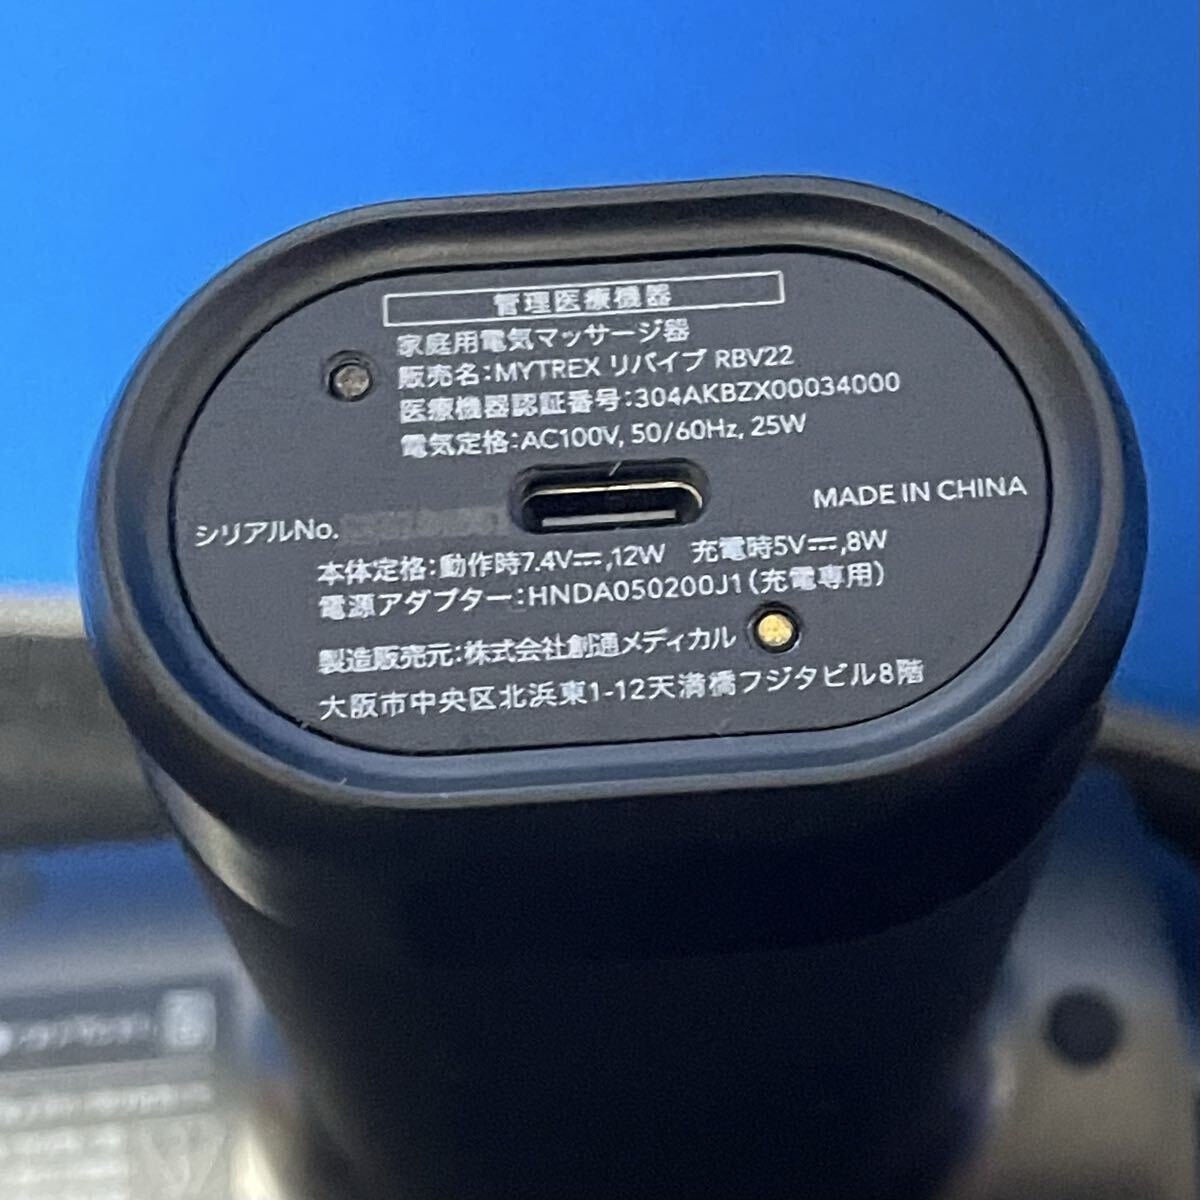 管理医療機器
家庭用電気マッサージ器
販売名:MYTREX リバイブ RBV22
医療機器認証番号:304AKBZX00034000
電気定格:AC100V, 50/60Hz, 25W
MADE IN CHINA
シリアルNo.
本体定格:動作時7.4V⎓,12W 充電時5V⎓,8W
電源アダプター:HNDA050200J1(充電専用)
製造販売元:株式会社創通メディカル
大阪市中央区北浜東1-12天満橋フジタビル8階